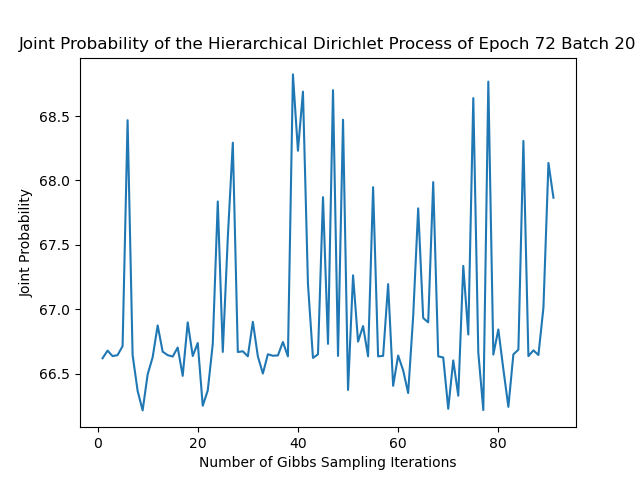 Joint Probability of the Hierarchical Dirichlet Process of Epoch 72 Batch 20
68.5
68.0
67.5
67.0
66.5
Joint Probability
0 20 40 60 80
Number of Gibbs Sampling Iterations